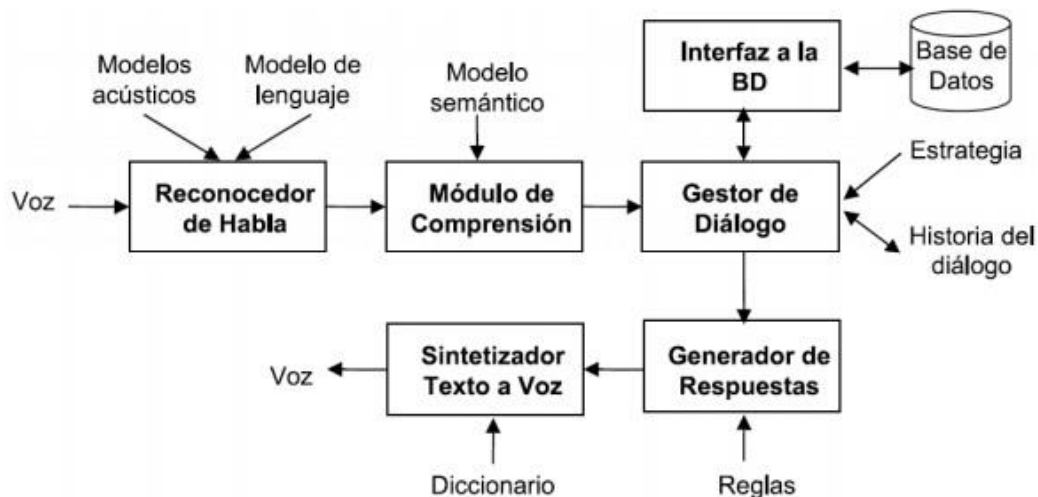 Modelos
acústicos
Modelo de
lenguaje
Modelo
semántico
Interfaz a la
BD
Base de
Datos
Voz
Reconocedor
de Habla
Módulo de
Comprensión
Gestor de
Diálogo
Estrategia
Historia del
diálogo
Voz
Sintetizador
Texto a Voz
Generador de
Respuestas
Diccionario
Reglas